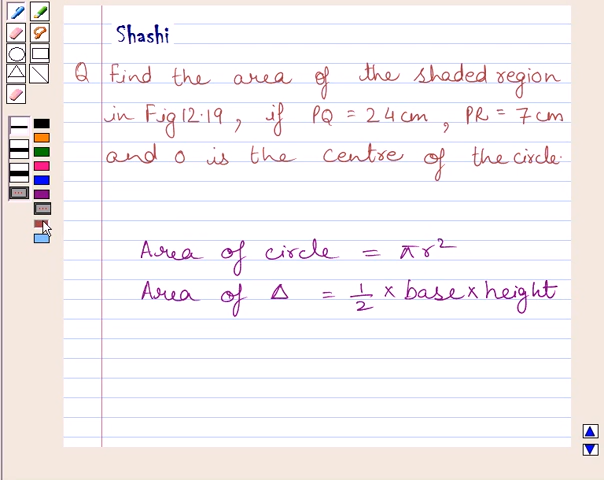 Shashi
Q Find the area of the shaded region
in Fig 12.19, if PQ = 24 cm, PR = 7 cm
and O is the centre of the circle.
Area of circle = πr²
Area of Δ = 1/2 × base × height